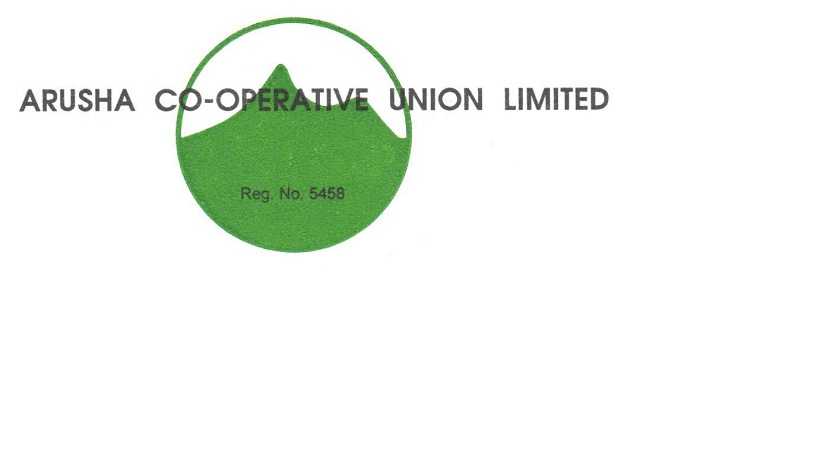 ARUSHA CO-OPERATIVE UNION LIMITED
Reg. No. 5458